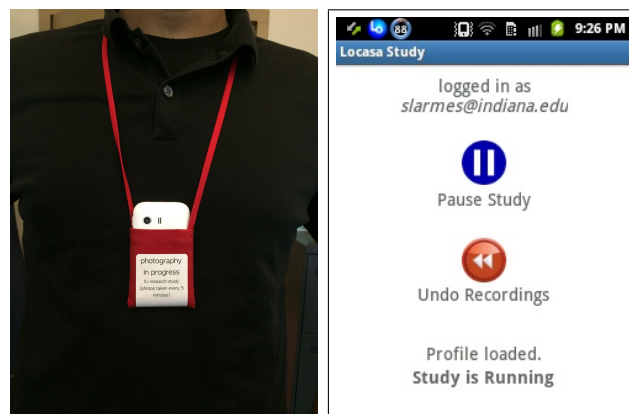 photography
in progress
IU research study
(photos taken every 5
minutes)
88
9:26 PM
Locasa Study
logged in as
slarmes@indiana.edu
Pause Study
Undo Recordings
Profile loaded.
Study is Running